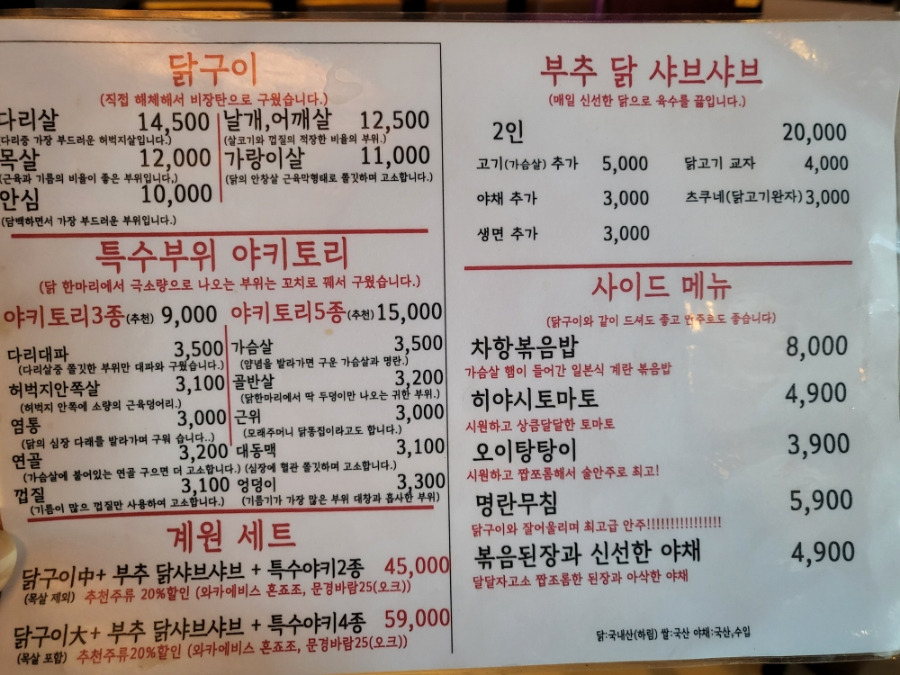 닭구이
(직접 해체해서 비장탄으로 구웠습니다.)
다리살 14,500
(다리중 가장 부드러운 허벅지살입니다.)
목살 12,000
(근육과 기름의 비율이 좋은 부위입니다.)
안심 10,000
(담백하면서 가장 부드러운 부위입니다.)
날개,어깨살 12,500
(살코기와 껍질의 적장한 비율의 부위.)
가랑이살 11,000
(닭의 안창살 근육막형태로 쫄깃하며 고소합니다.)
특수부위 야키토리
(닭 한마리에서 극소량으로 나오는 부위는 꼬치로 꿰서 구웠습니다.)
야키토리3종(추천) 9,000
다리대파 3,500
(다리살중 쫄깃한 부위만 대파와 구웠습니다.)
허벅지안쪽살 3,100
(허벅지 안쪽에 소량의 근육덩어리.)
염통 3,000
(닭의 심장 다래를 발라가며 구워 습니다..)
연골 3,200
(가슴살에 붙어있는 연골 구으면 더 고소합니다.)
껍질 3,100
(기름이 많으 껍질만 사용하여 고소합니다.)
야키토리5종(추천) 15,000
가슴살 3,500
(양념을 발라가면 구운 가슴살과 명란.)
골반살 3,200
(닭한마리에서 딱 두덩이만 나오는 귀한 부위.)
근위 3,000
(모래주머니 닭똥집이라고도 합니다.)
대동맥 3,100
(심장에 혈관 쫄깃하며 고소합니다.)
엉덩이 3,300
(기름기가 가장 많은 부위 대창과 흡사한 부위)
계원 세트
닭구이中+ 부추 닭샤브샤브 + 특수야키2종 45,000
(목살 제외) 추천주류 20%할인 (와카에비스 혼죠조, 문경바람25(오크))
닭구이大+ 부추 닭샤브샤브 + 특수야키4종 59,000
(목살 포함) 추천주류20%할인 (와카에비스 혼죠조, 문경바람25(오크))
부추 닭 샤브샤브
(매일 신선한 닭으로 육수를 끓입니다.)
2인 20,000
고기(가슴살) 추가 5,000 닭고기 교자 4,000
야채 추가 3,000 츠쿠네(닭고기완자) 3,000
생면 추가 3,000
사이드 메뉴
(닭구이와 같이 드셔도 좋고 안주로도 좋습니다)
차항볶음밥 8,000
가슴살 햄이 들어간 일본식 계란 볶음밥
히야시토마토 4,900
시원하고 상큼달달한 토마토
오이탕탕이 3,900
시원하고 짭쪼롬해서 술안주로 최고!
명란무침 5,900
닭구이와 잘어울리며 최고급 안주!!!!!!!!!!!!!!!!
볶음된장과 신선한 야채 4,900
달달자고소 짭조롬한 된장과 아삭한 야채
닭:국내산(하림) 쌀:국산 야채:국산,수입